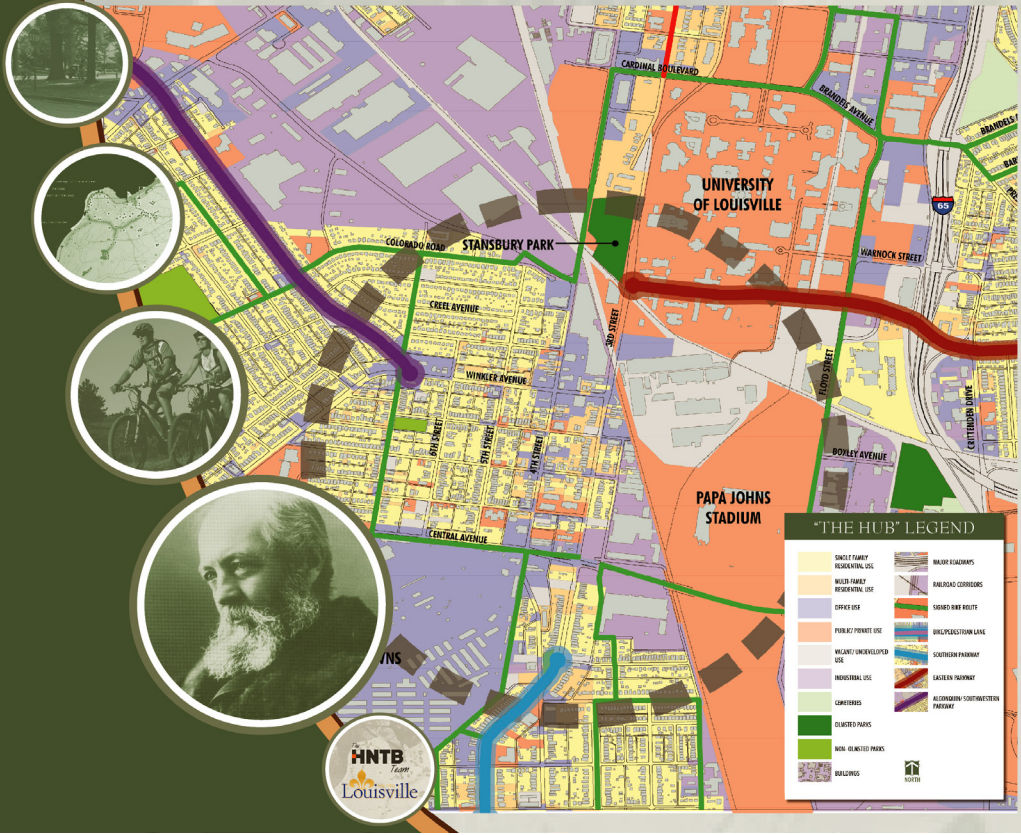 CARDINAL BOULEVARD
BRANDEIS AVENUE
UNIVERSITY
OF LOUISVILLE
65
COLORADO ROAD
STANSBURY PARK
WARNOCK STREET
CREEL AVENUE
3RD STREET
WINKLER AVENUE
FLOYD STREET
CRITTENDEN DRIVE
6TH STREET
5TH STREET
4TH STREET
BOXLEY AVENUE
PAPA JOHNS
STADIUM
CENTRAL AVENUE
"THE HUB" LEGEND
SINGLE FAMILY
RESIDENTIAL USE
MULTI-FAMILY
RESIDENTIAL USE
OFFICE USE
PUBLIC/ PRIVATE USE
VACANT/ UNDEVELOPED
USE
INDUSTRIAL USE
CEMETERIES
OLMSTED PARKS
NON- OLMSTED PARKS
BUILDINGS
MAJOR ROADWAYS
RAILROAD CORRIDORS
SIGNED BIKE ROUTE
BIKE/PEDESTRIAN LANE
SOUTHERN PARKWAY
EASTERN PARKWAY
ALGONQUIN/ SOUTHWESTERN
PARKWAY
NORTH
The
HNTB
Team
Louisville